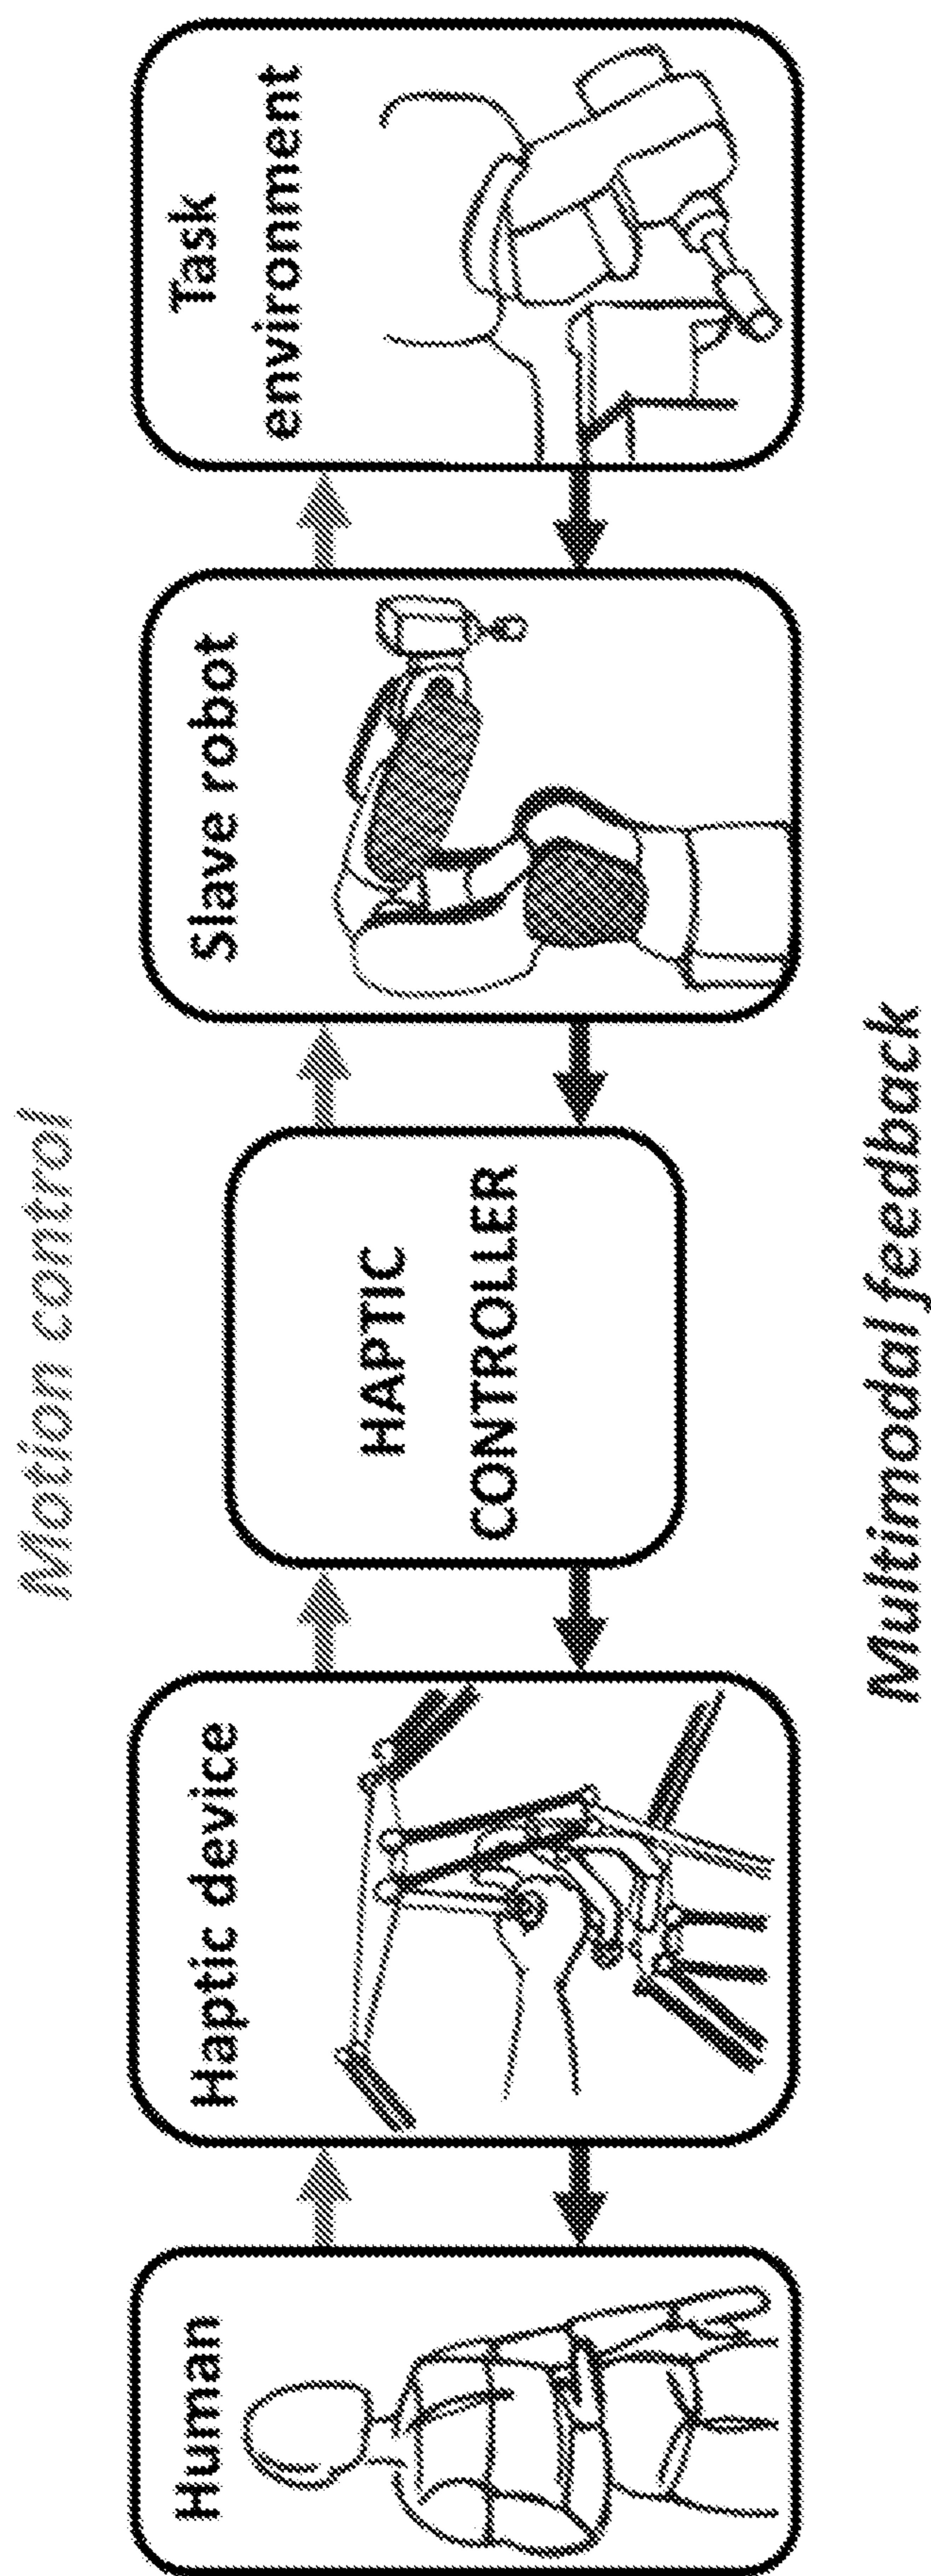 Motion control
Human
Haptic device
HAPTIC
CONTROLLER
Slave robot
Task
environment
Multimodal feedback